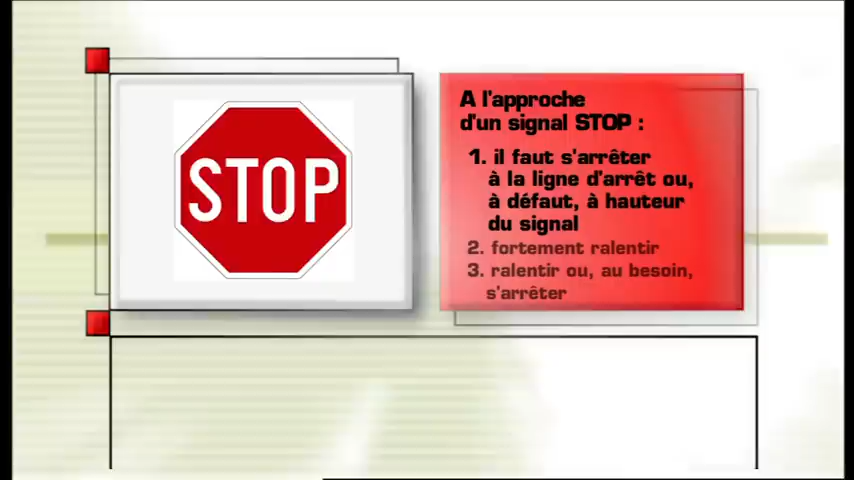 STOP
A l'approche
d'un signal STOP :
1. il faut s'arrêter
à la ligne d'arrêt ou,
à défaut, à hauteur
du signal
2. fortement ralentir
3. ralentir ou, au besoin,
s'arrêter